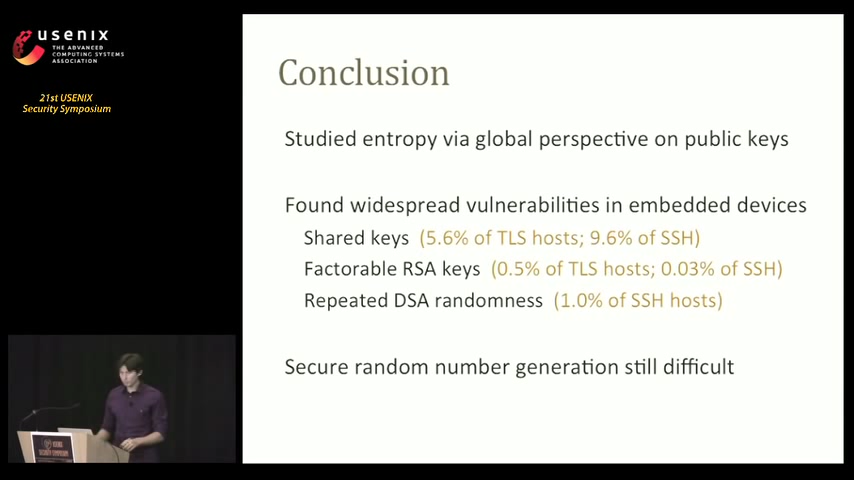 usenix
THE ADVANCED
COMPUTING SYSTEMS
ASSOCIATION
21st USENIX
Security Symposium
Conclusion
Studied entropy via global perspective on public keys
Found widespread vulnerabilities in embedded devices
Shared keys (5.6% of TLS hosts; 9.6% of SSH)
Factorable RSA keys (0.5% of TLS hosts; 0.03% of SSH)
Repeated DSA randomness (1.0% of SSH hosts)
Secure random number generation still difficult
SECURITY SYMPOSIUM